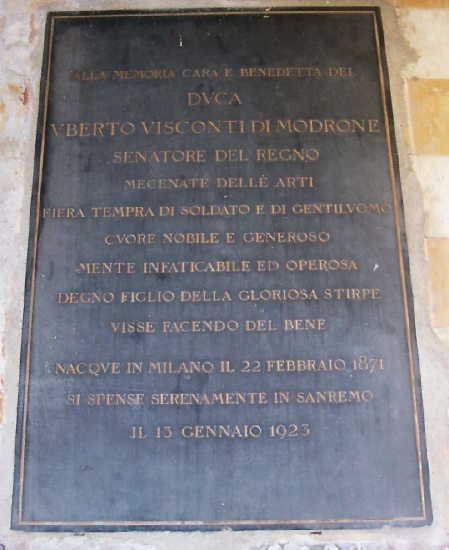 ALLA MEMORIA CARA E BENEDETTA DEL
DVCA
VBERTO VISCONTI DI MODRONE
SENATORE DEL REGNO
MECENATE DELLE ARTI
FIERA TEMPRA DI SOLDATO E DI GENTILVOMO
CVORE NOBILE E GENEROSO
MENTE INFATICABILE ED OPEROSA
DEGNO FIGLIO DELLA GLORIOSA STIRPE
VISSE FACENDO DEL BENE
NACQVE IN MILANO IL 22 FEBBRAIO 1871
SI SPENSE SERENAMENTE IN SANREMO
IL 13 GENNAIO 1923